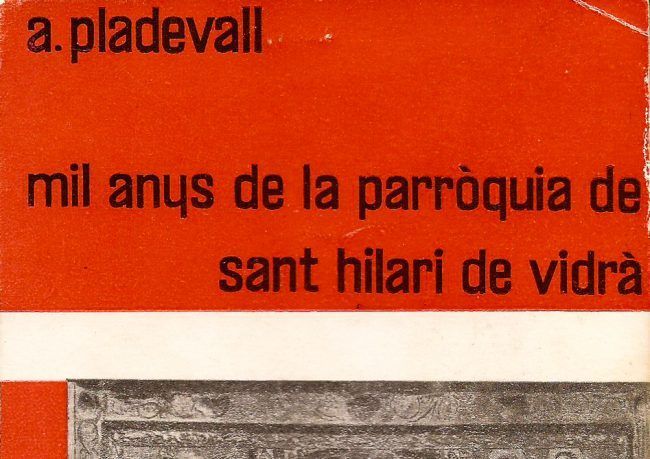 a. pladevall
mil anys de la parròquia de
sant hilari de vidrà